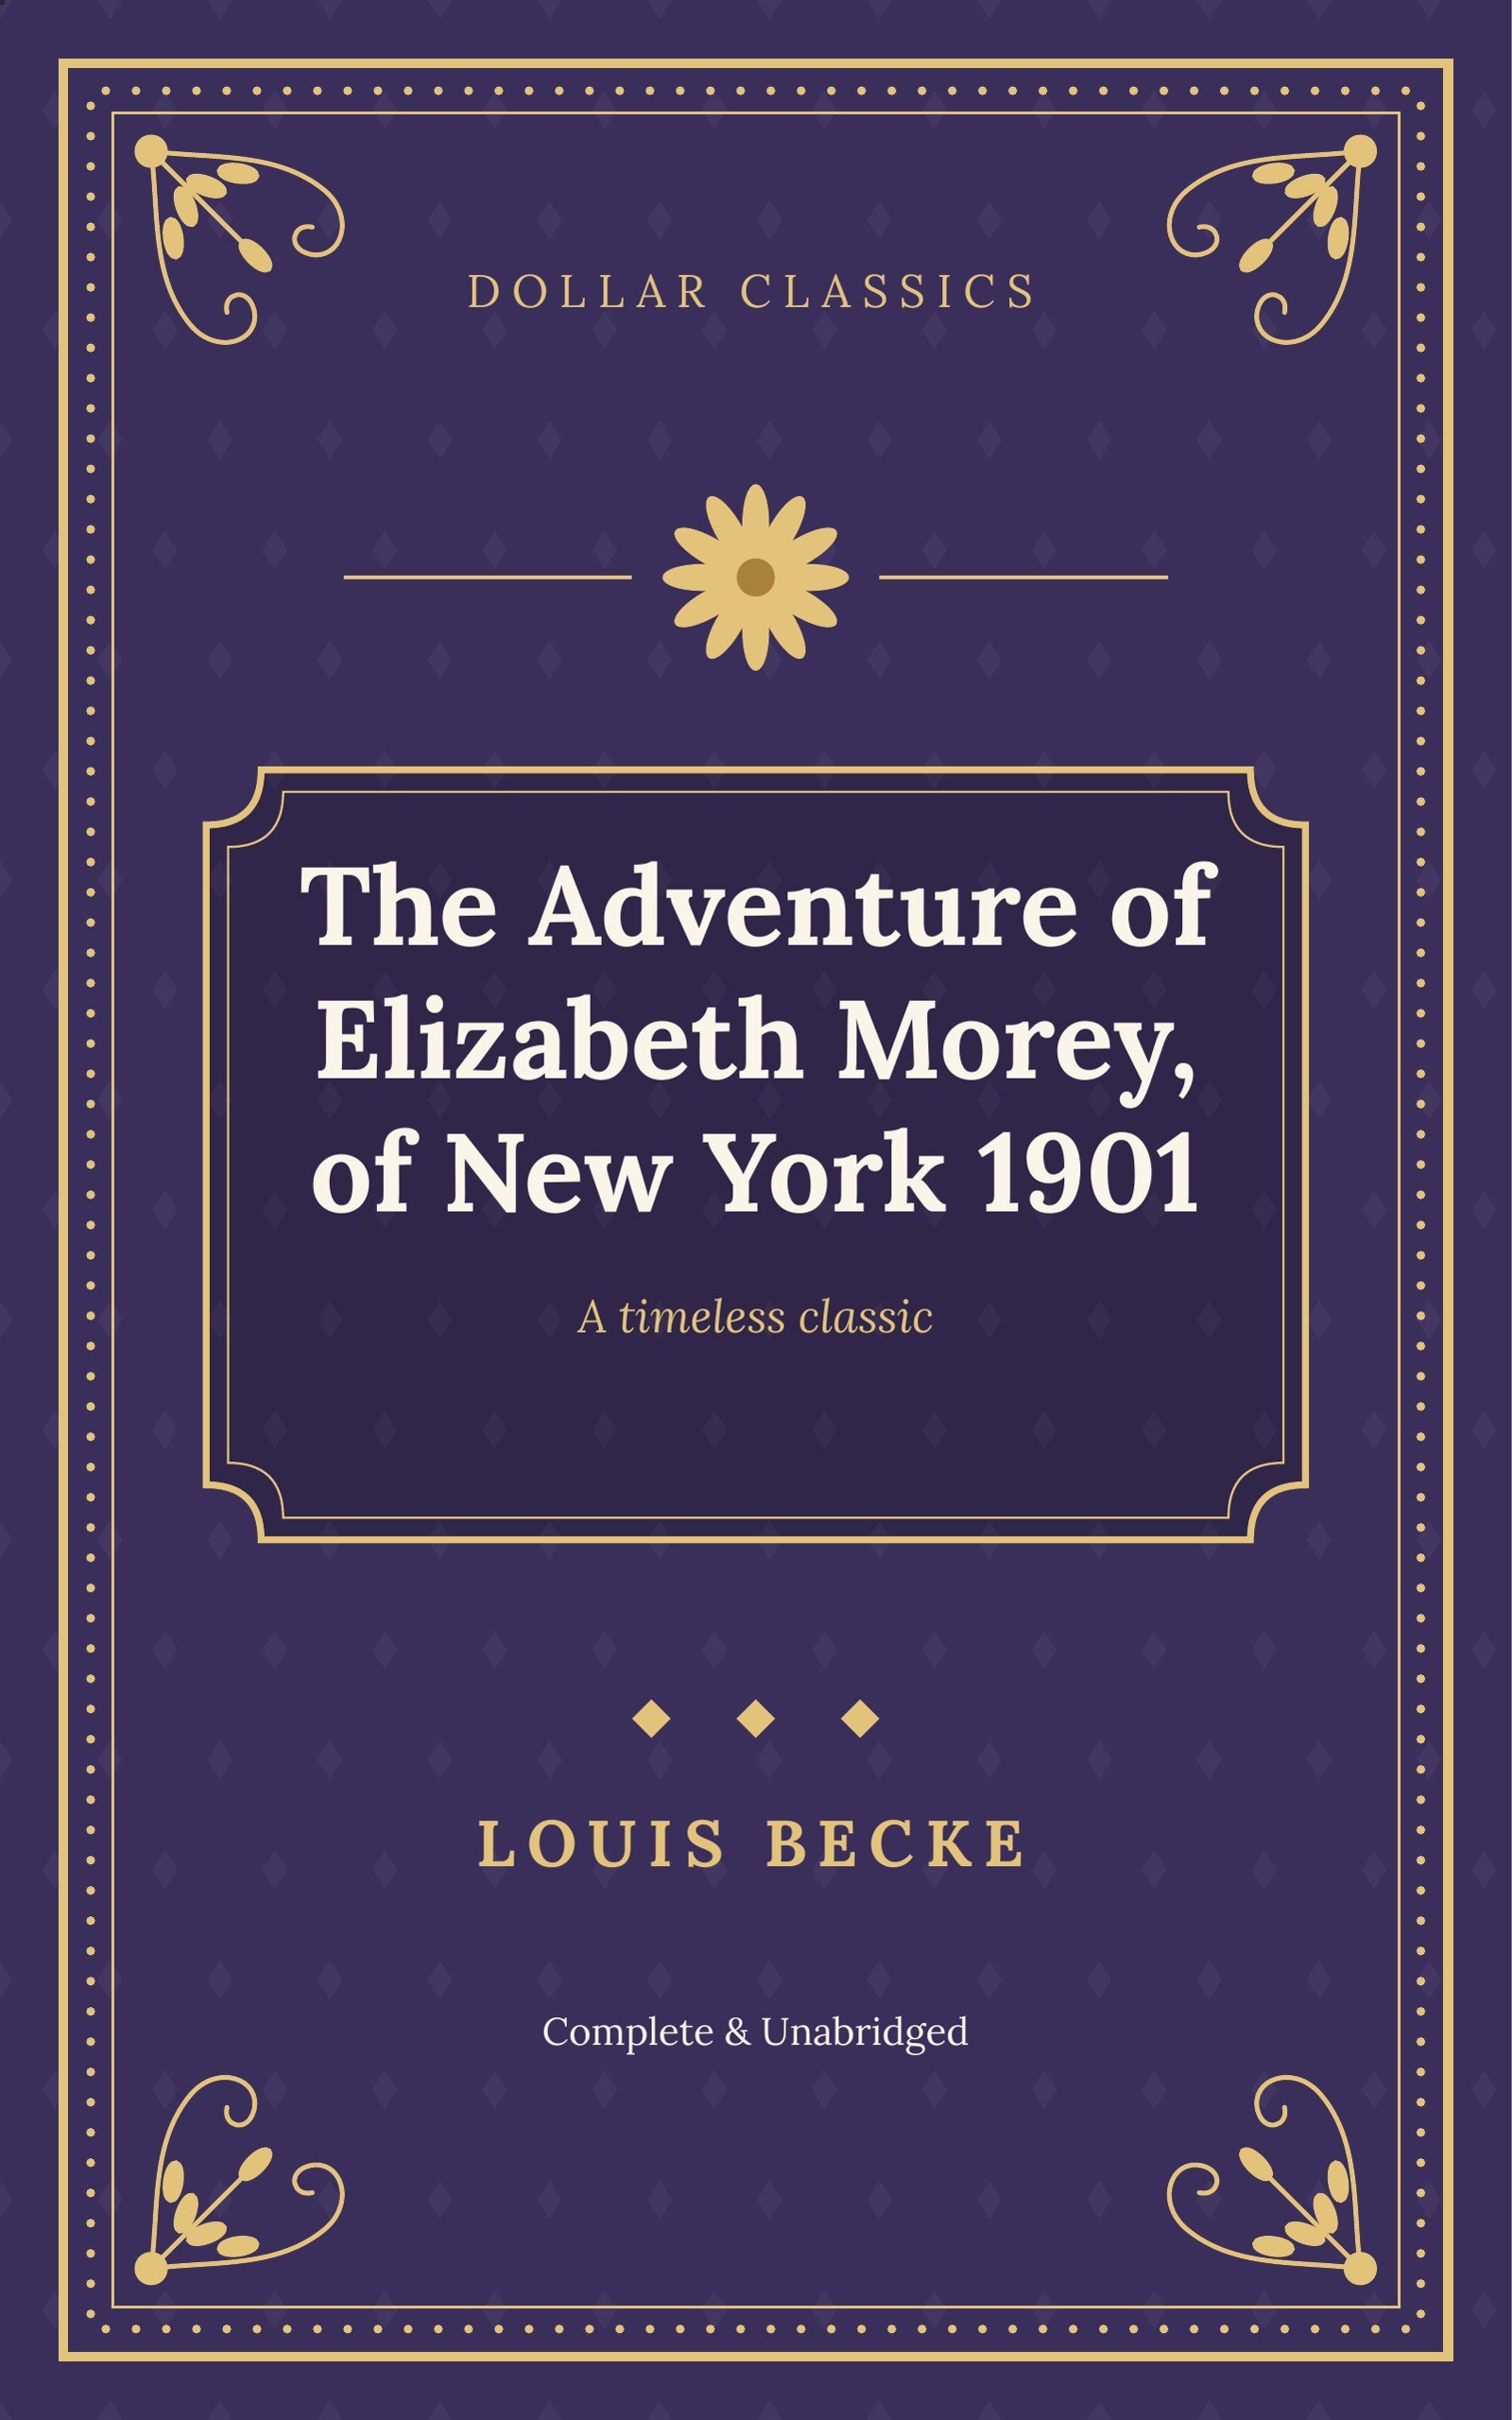 DOLLAR CLASSICS
The Adventure of
Elizabeth Morey,
of New York 1901
A timeless classic
LOUIS BECKE
Complete & Unabridged